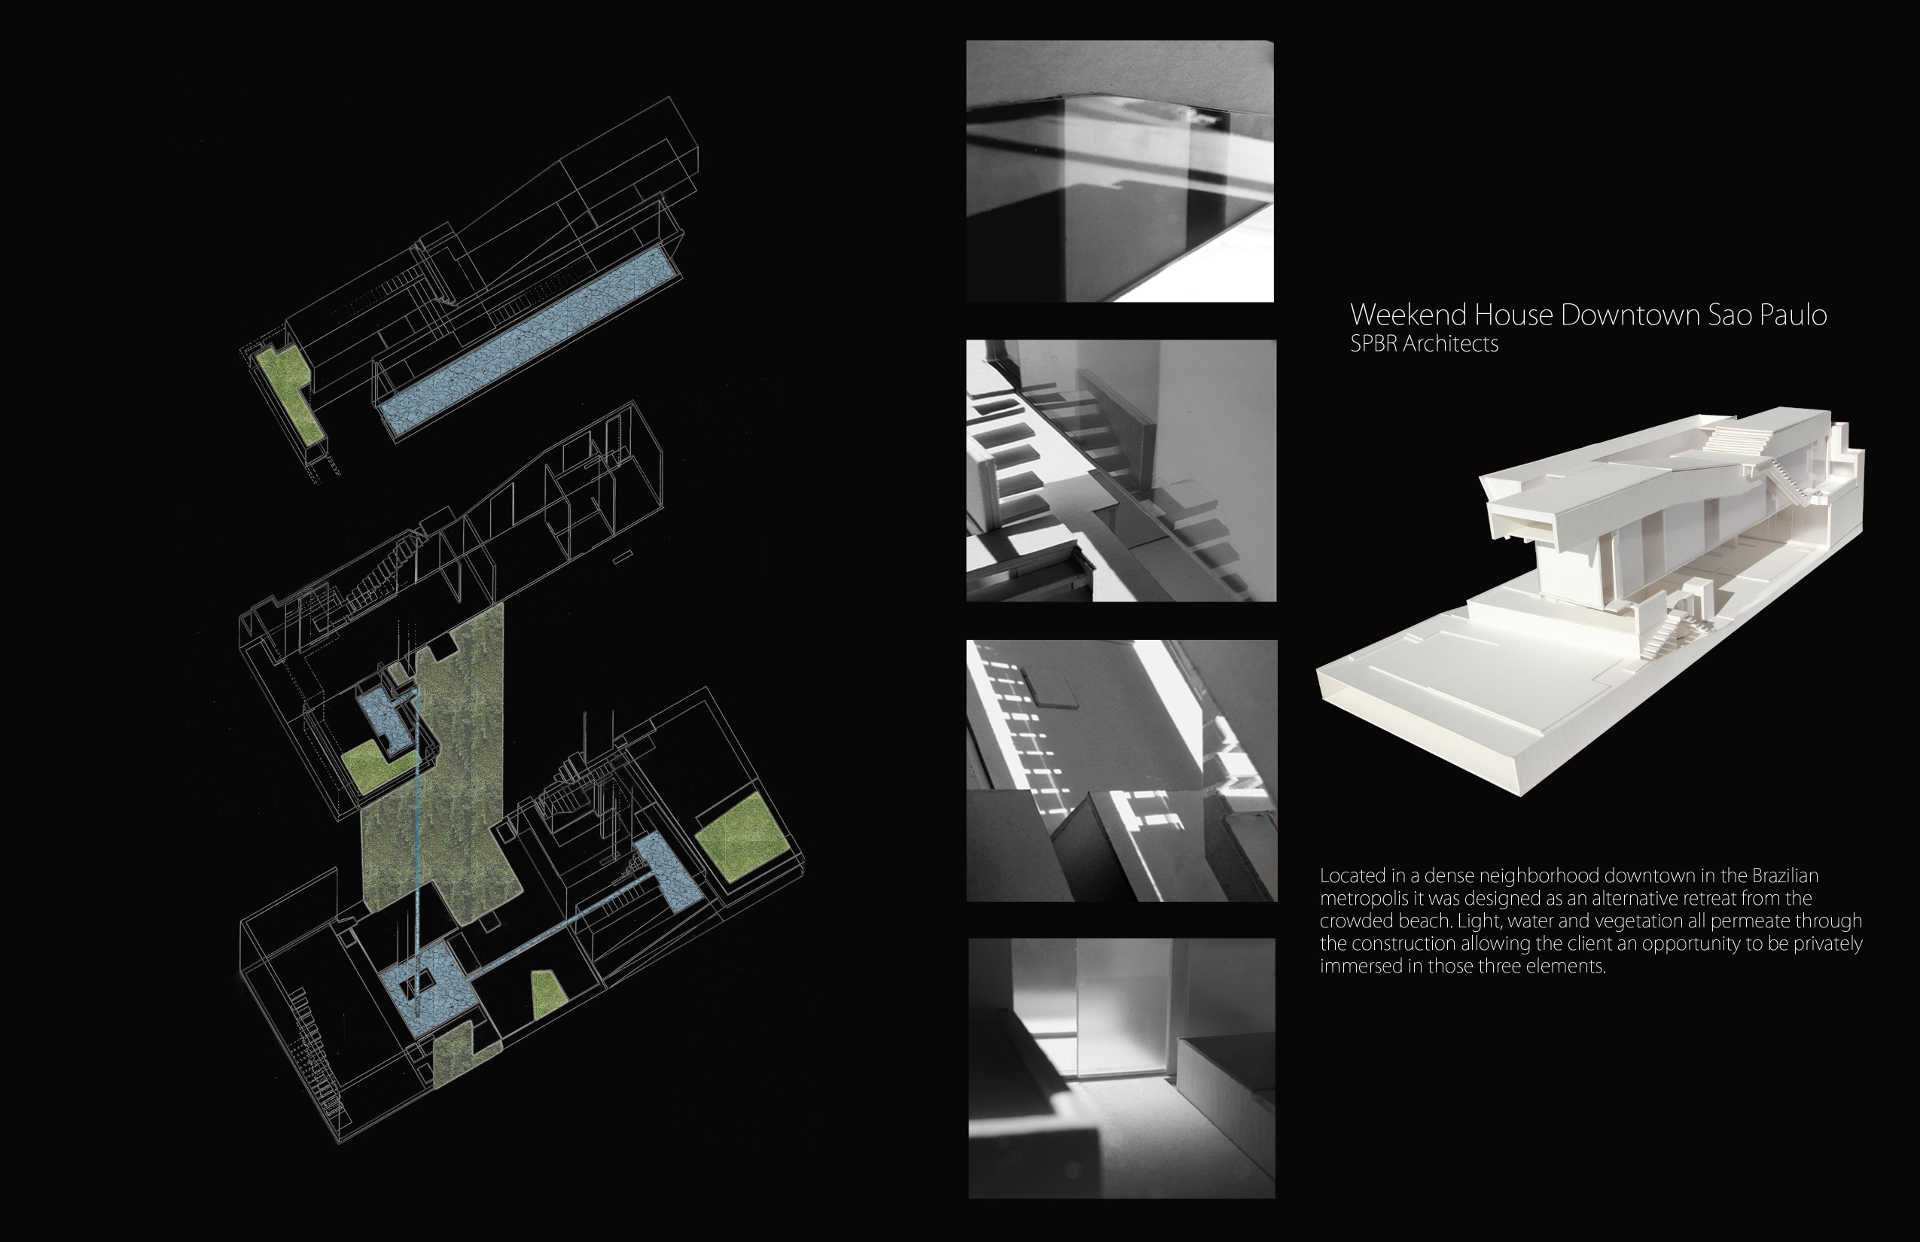 Weekend House Downtown Sao Paulo
SPBR Architects
Located in a dense neighborhood downtown in the Brazilian
metropolis it was designed as an alternative retreat from the
crowded beach. Light, water and vegetation all permeate through
the construction allowing the client an opportunity to be privately
immersed in those three elements.